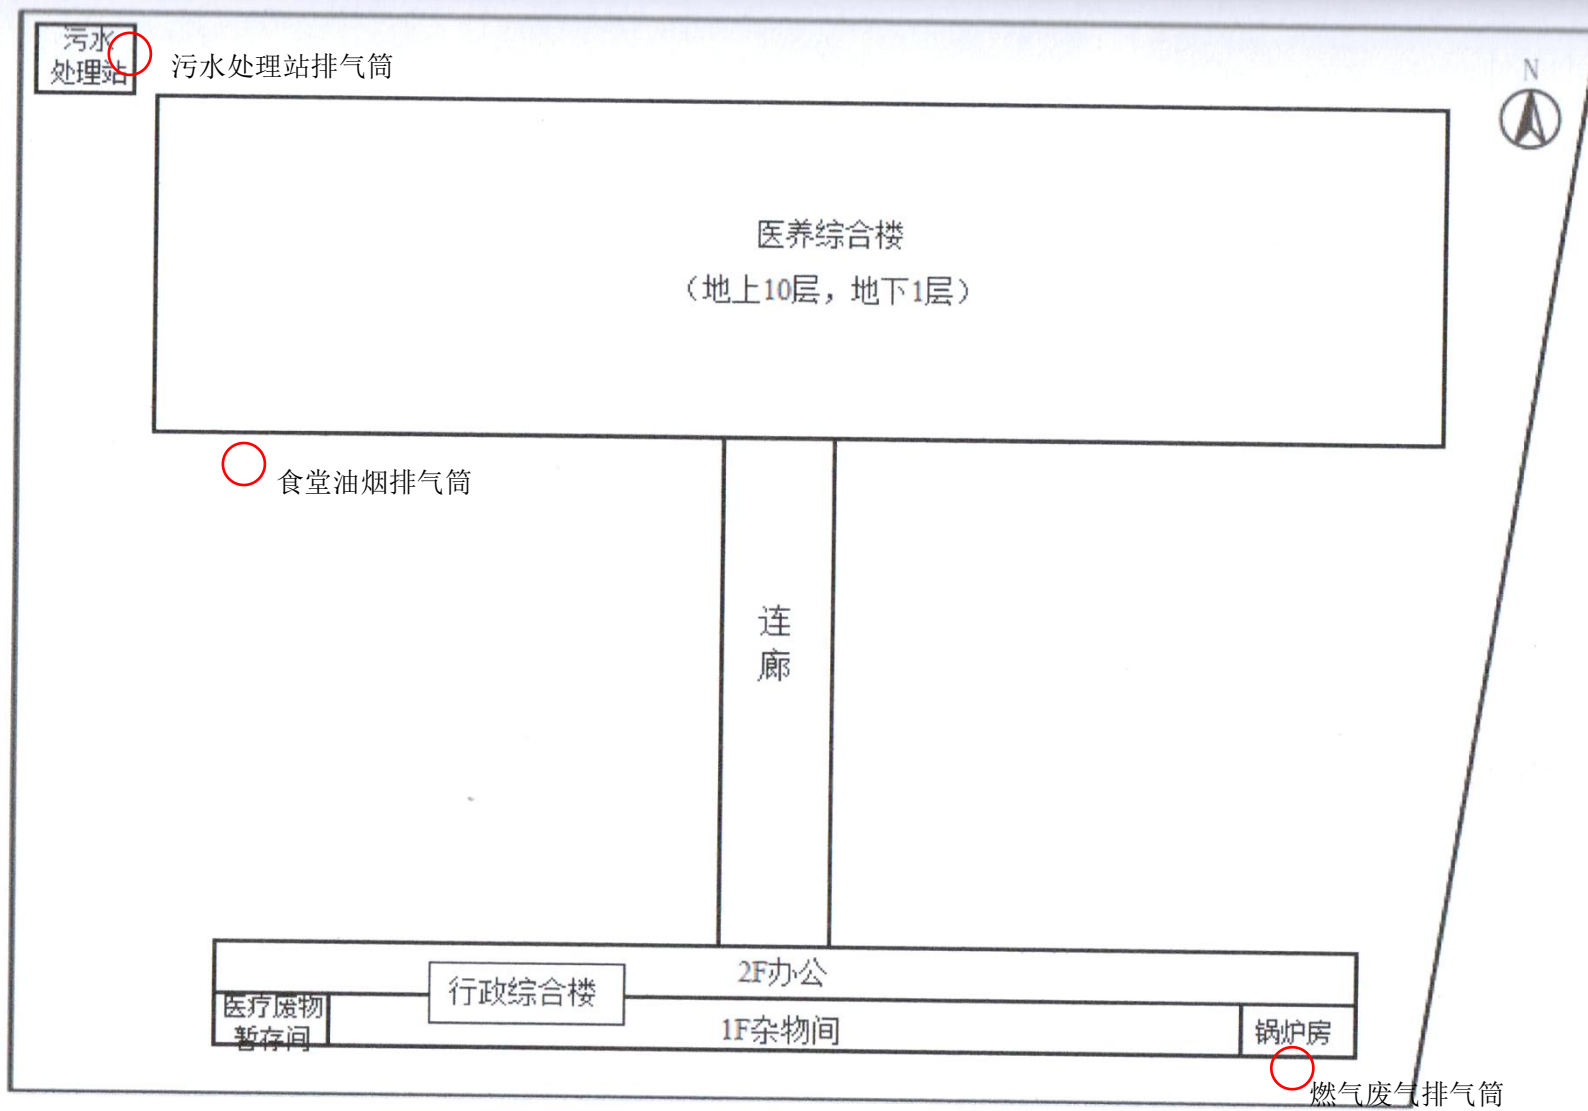 污水
处理站
污水处理站排气筒
N
医养综合楼
（地上10层，地下1层）
食堂油烟排气筒
连
廊
2F办公
行政综合楼
医疗废物
暂存间
1F杂物间
锅炉房
燃气废气排气筒